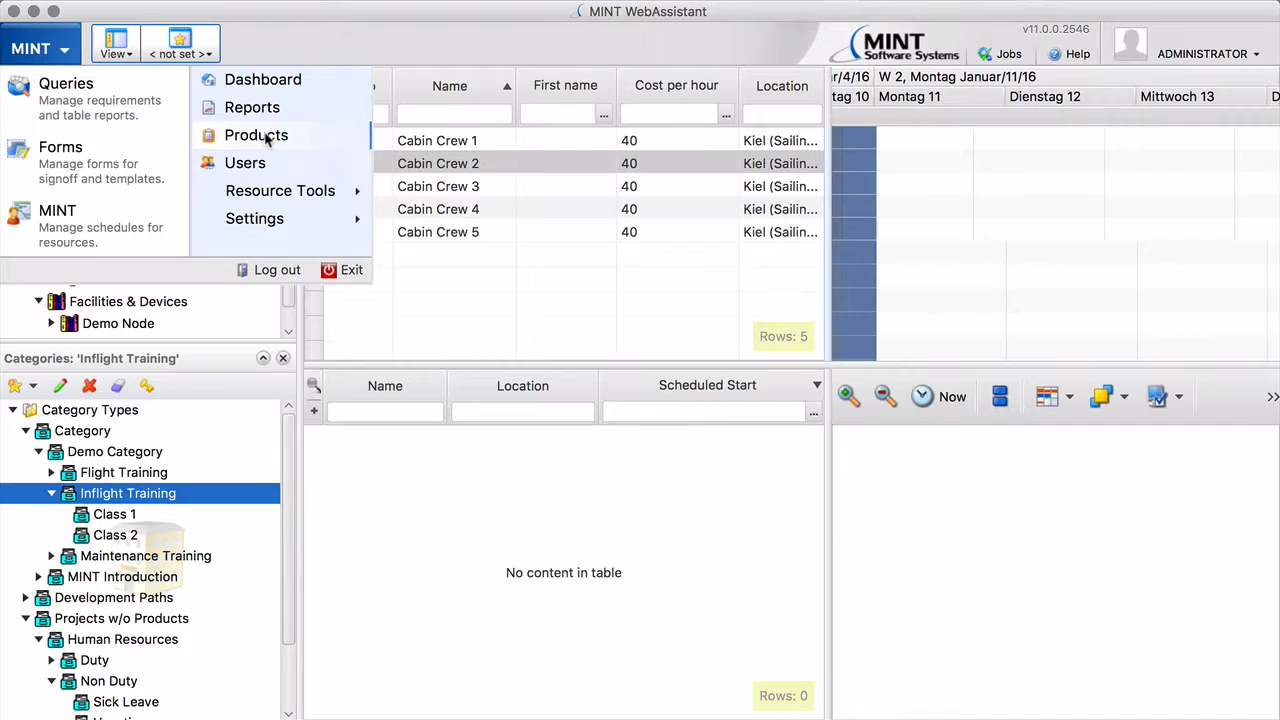 MINT WebAssistant
MINT
View
< not set >
MINT
Software Systems
v11.0.0.2546
Jobs
Help
ADMINISTRATOR
Queries
Manage requirements
and table reports.
Forms
Manage forms for
signoff and templates.
MINT
Manage schedules for
resources.
Dashboard
Reports
Products
Users
Resource Tools
Settings
Log out
Exit
Name
First name
Cost per hour
Location
...
...
Cabin Crew 1 40 Kiel (Sailin...
Cabin Crew 2 40 Kiel (Sailin...
Cabin Crew 3 40 Kiel (Sailin...
Cabin Crew 4 40 Kiel (Sailin...
Cabin Crew 5 40 Kiel (Sailin...
Rows: 5
r/4/16 W 2, Montag Januar/11/16
tag 10 Montag 11 Dienstag 12 Mittwoch 13 D
Facilities & Devices
Demo Node
Categories: 'Inflight Training'
Category Types
Category
Demo Category
Flight Training
Inflight Training
Class 1
Class 2
Maintenance Training
MINT Introduction
Development Paths
Projects w/o Products
Human Resources
Duty
Non Duty
Sick Leave
Name
Location
Scheduled Start
...
No content in table
Rows: 0
Now